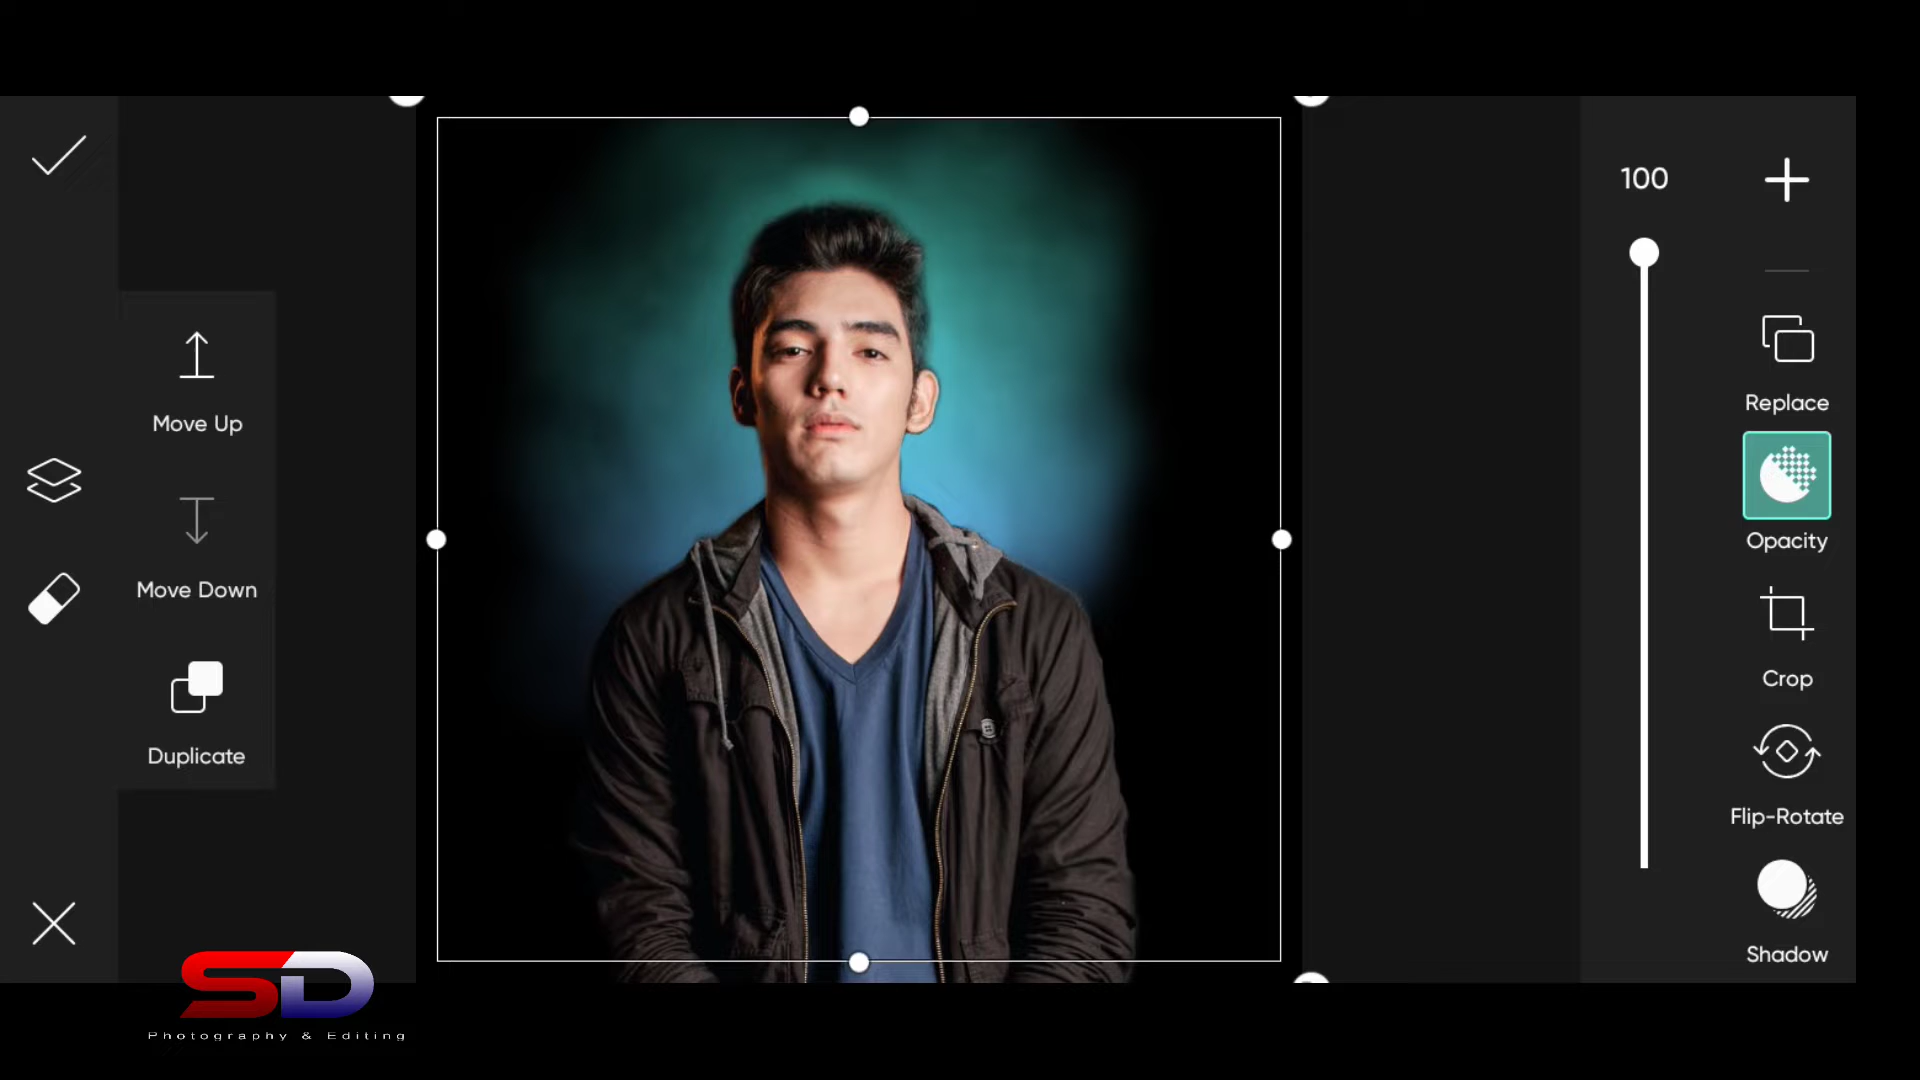 100
Move Up
Replace
Opacity
Move Down
Crop
Duplicate
Flip-Rotate
Shadow
SD
Photography & Editing